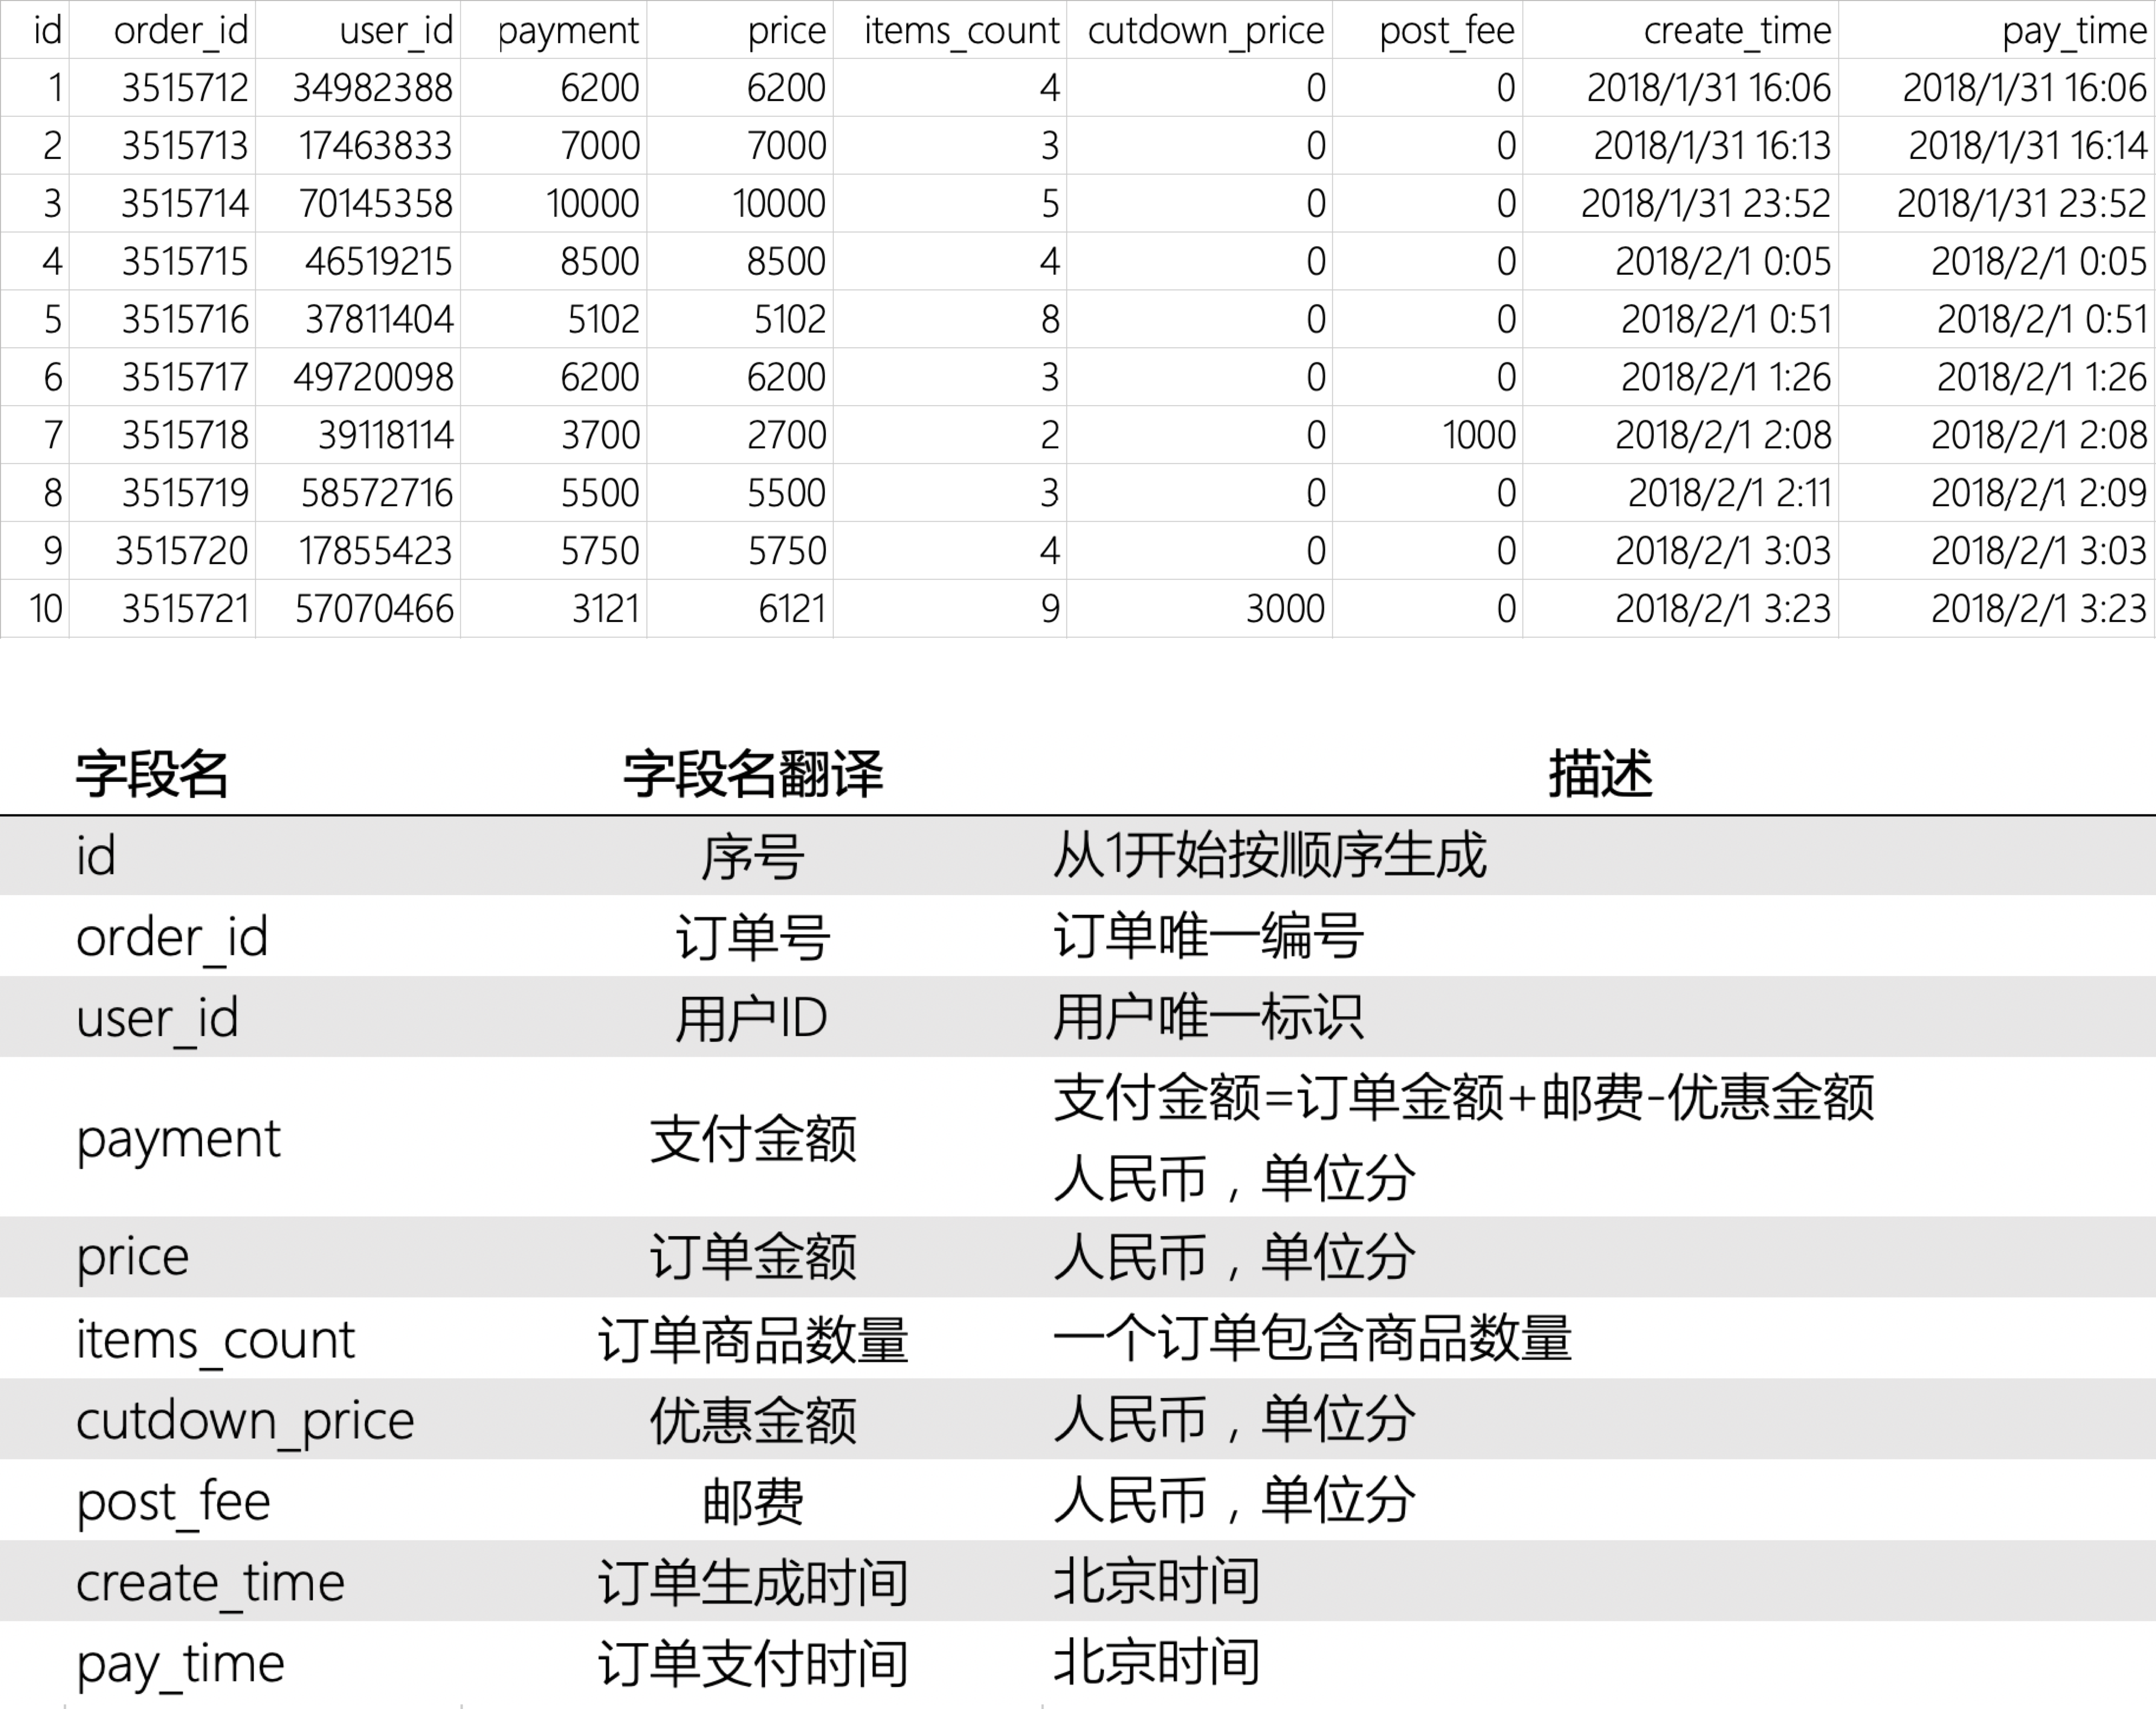 id order_id user_id payment price items_count cutdown_price post_fee create_time pay_time
1 3515712 34982388 6200 6200 4 0 0 2018/1/31 16:06 2018/1/31 16:06
2 3515713 17463833 7000 7000 3 0 0 2018/1/31 16:13 2018/1/31 16:14
3 3515714 70145358 10000 10000 5 0 0 2018/1/31 23:52 2018/1/31 23:52
4 3515715 46519215 8500 8500 4 0 0 2018/2/1 0:05 2018/2/1 0:05
5 3515716 37811404 5102 5102 8 0 0 2018/2/1 0:51 2018/2/1 0:51
6 3515717 49720098 6200 6200 3 0 0 2018/2/1 1:26 2018/2/1 1:26
7 3515718 39118114 3700 2700 2 0 1000 2018/2/1 2:08 2018/2/1 2:08
8 3515719 58572716 5500 5500 3 0 0 2018/2/1 2:11 2018/2/1 2:09
9 3515720 17855423 5750 5750 4 0 0 2018/2/1 3:03 2018/2/1 3:03
10 3515721 57070466 3121 6121 9 3000 0 2018/2/1 3:23 2018/2/1 3:23
字段名 字段名翻译 描述
id 序号 从1开始按顺序生成
order_id 订单号 订单唯一编号
user_id 用户ID 用户唯一标识
payment 支付金额 支付金额=订单金额+邮费-优惠金额
人民币，单位分
price 订单金额 人民币，单位分
items_count 订单商品数量 一个订单包含商品数量
cutdown_price 优惠金额 人民币，单位分
post_fee 邮费 人民币，单位分
create_time 订单生成时间 北京时间
pay_time 订单支付时间 北京时间